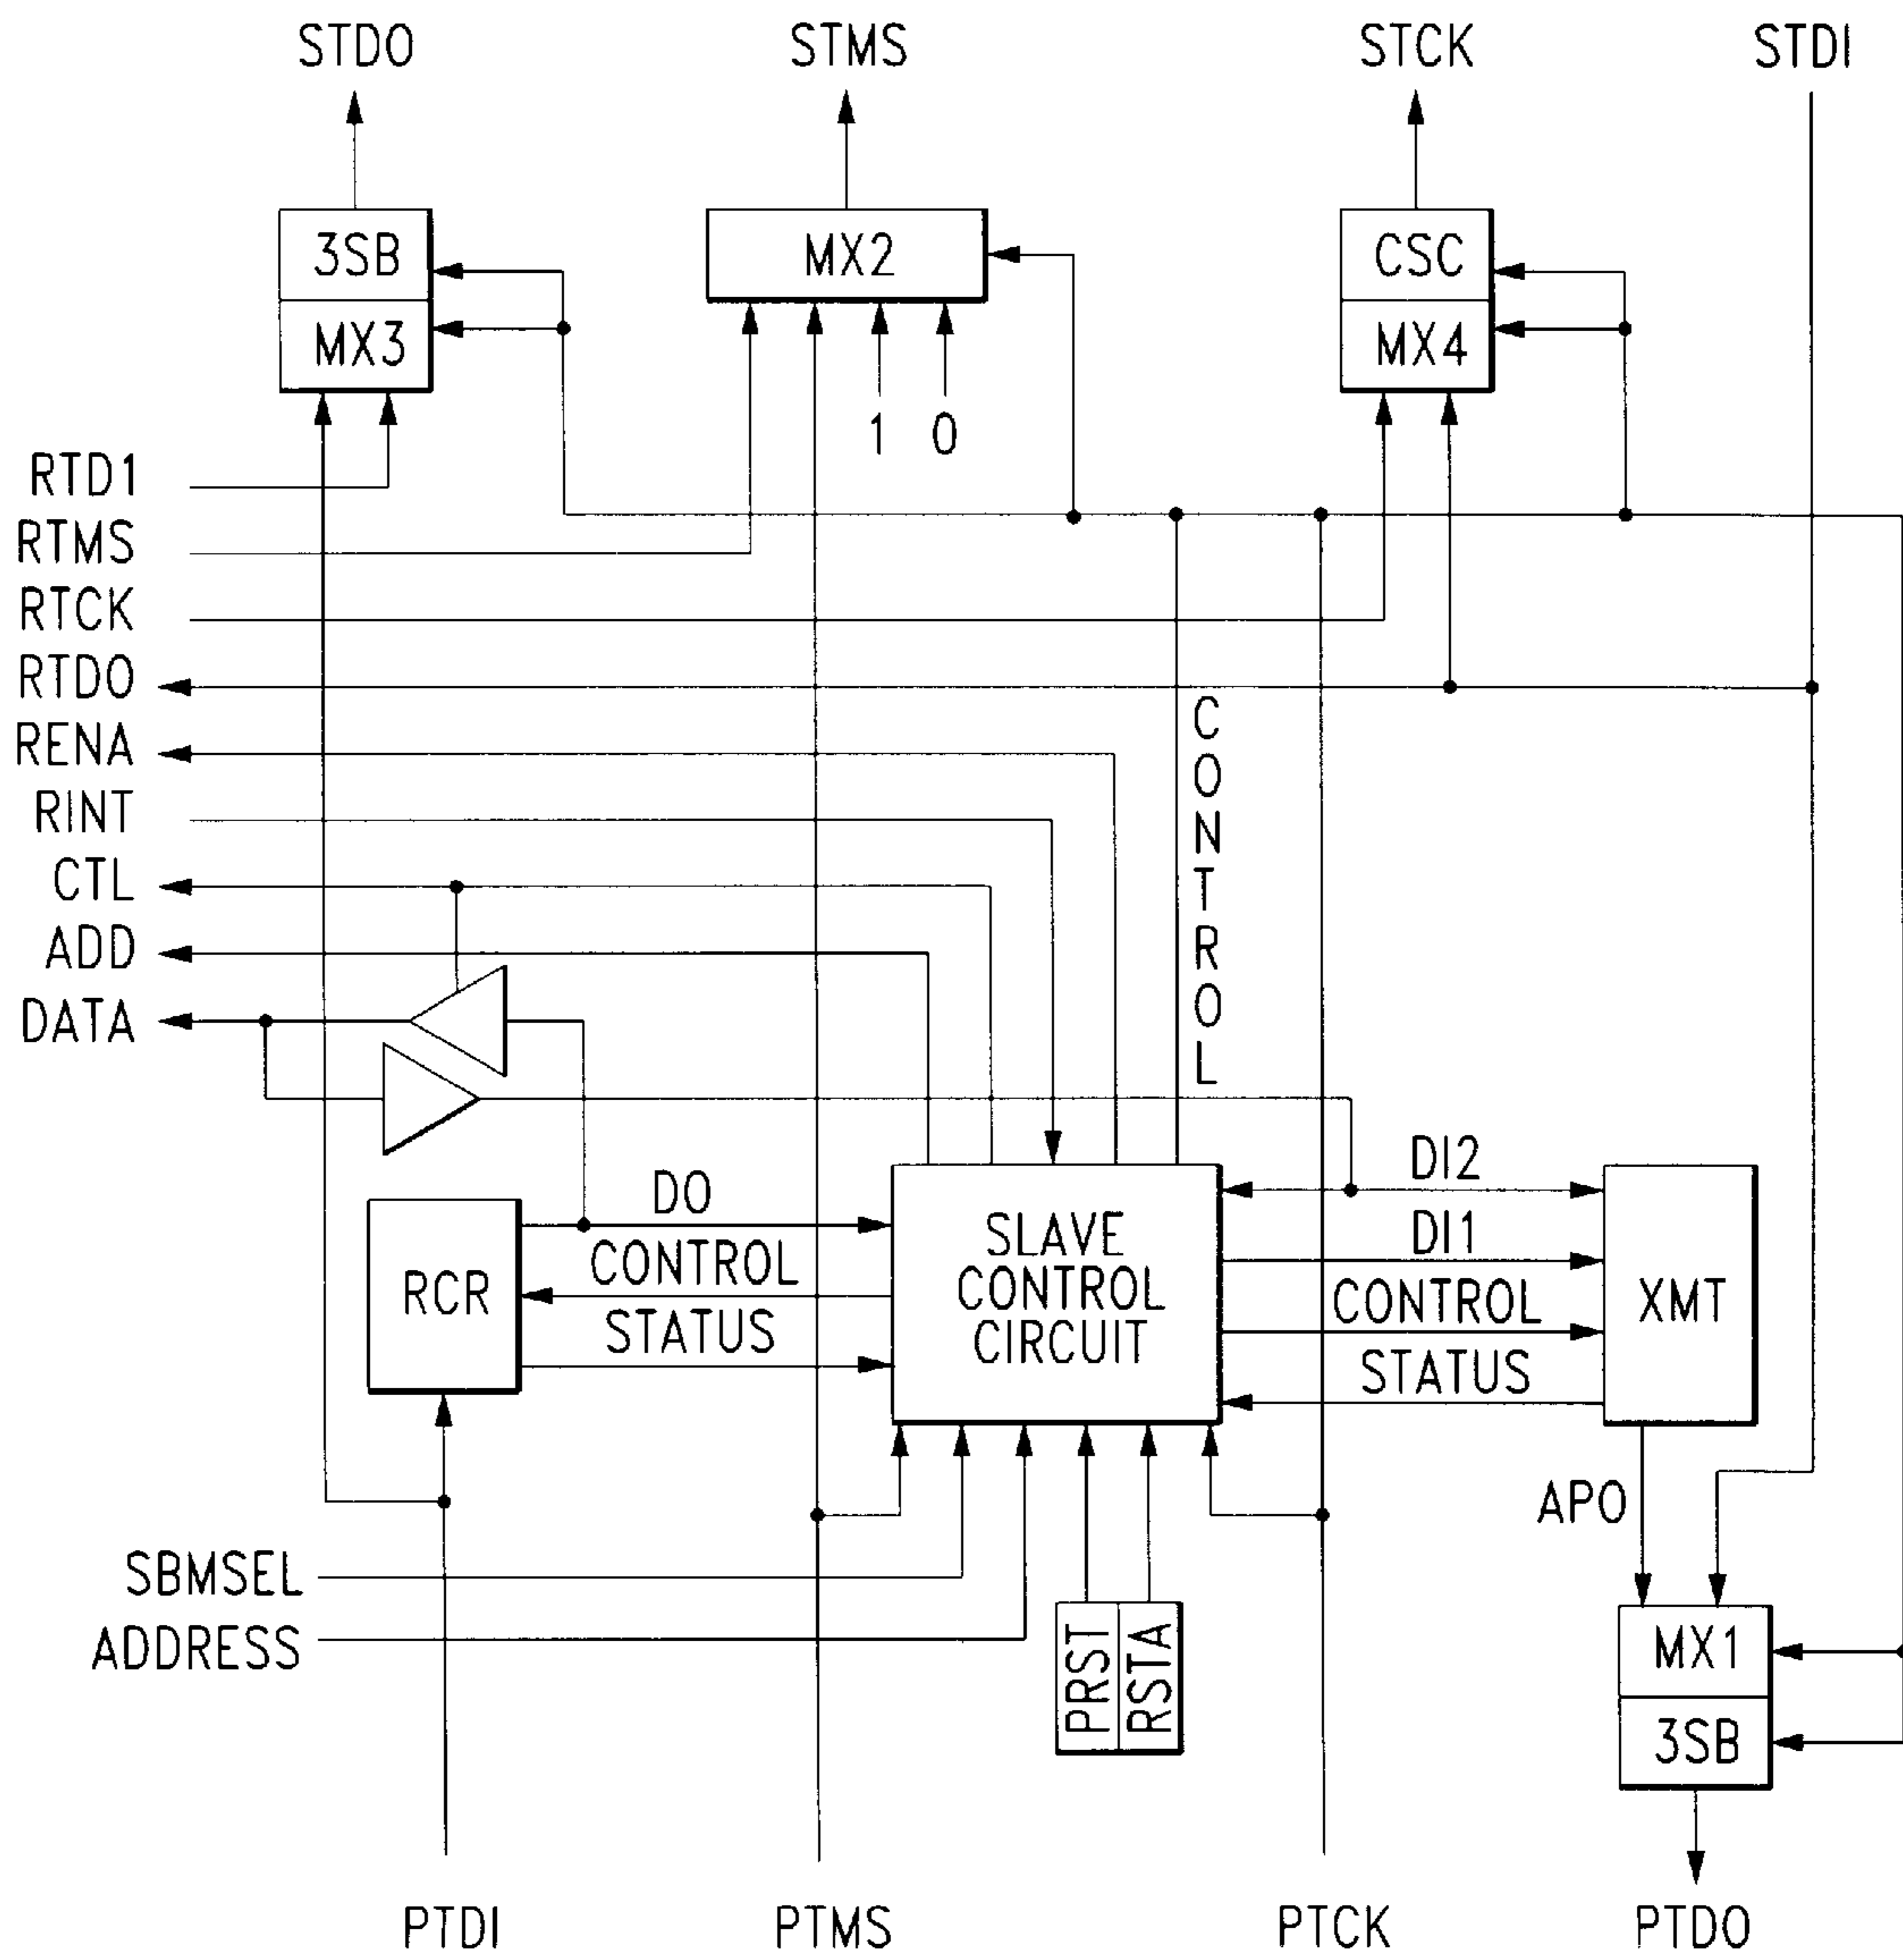 STDO STMS STCK STDI
3SB MX2 CSC
MX3 MX4
1 0
RTD1
RTMS
RTCK
RTDO
RENA
RINT
CTL
ADD
DATA
CONTROL
DO DI2
SLAVE DI1
RCR CONTROL CONTROL CONTROL XMT
STATUS CIRCUIT STATUS
APO
SBMSEL
ADDRESS
PRST RSTA
MX1
3SB
PTDI PTMS PTCK PTDO